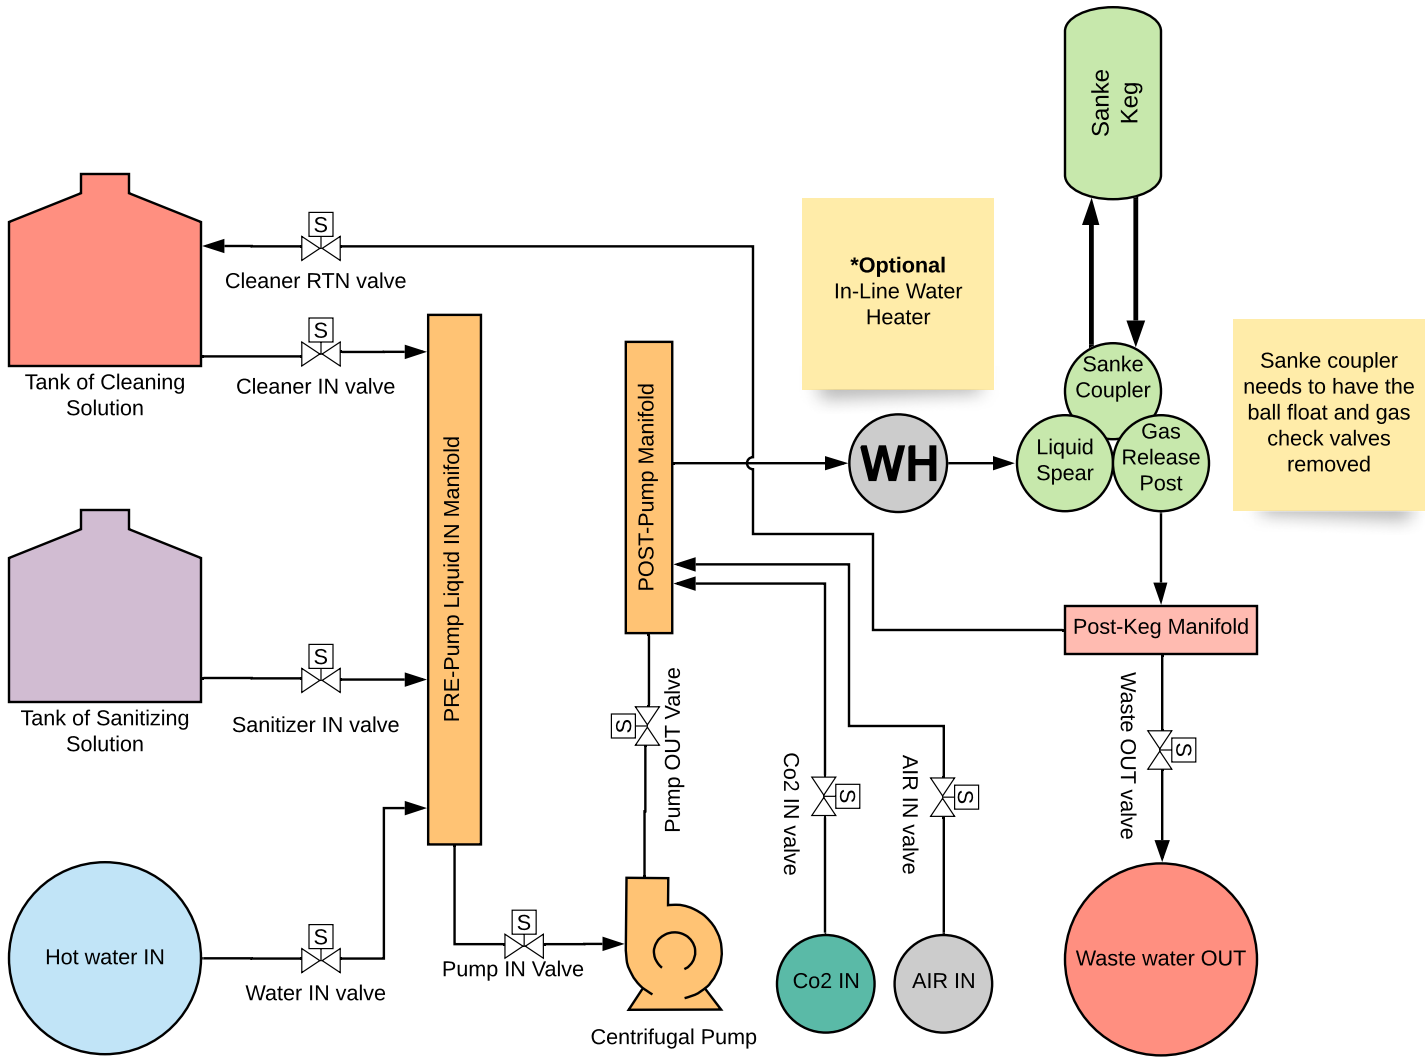 Sanke
Keg
S
Cleaner RTN valve
*Optional
In-Line Water
Heater
S
Cleaner IN valve
Tank of Cleaning
Solution
Sanke
Coupler
Sanke coupler
needs to have the
ball float and gas
check valves
removed
PRE-Pump Liquid IN Manifold
POST-Pump Manifold
WH
Liquid
Spear
Gas
Release
Post
Post-Keg Manifold
S
Sanitizer IN valve
Tank of Sanitizing
Solution
S
Pump OUT Valve
Co2 IN valve
S
AIR IN valve
S
Waste OUT valve
S
Hot water IN
S
Water IN valve
S
Pump IN Valve
Centrifugal Pump
Co2 IN
AIR IN
Waste water OUT